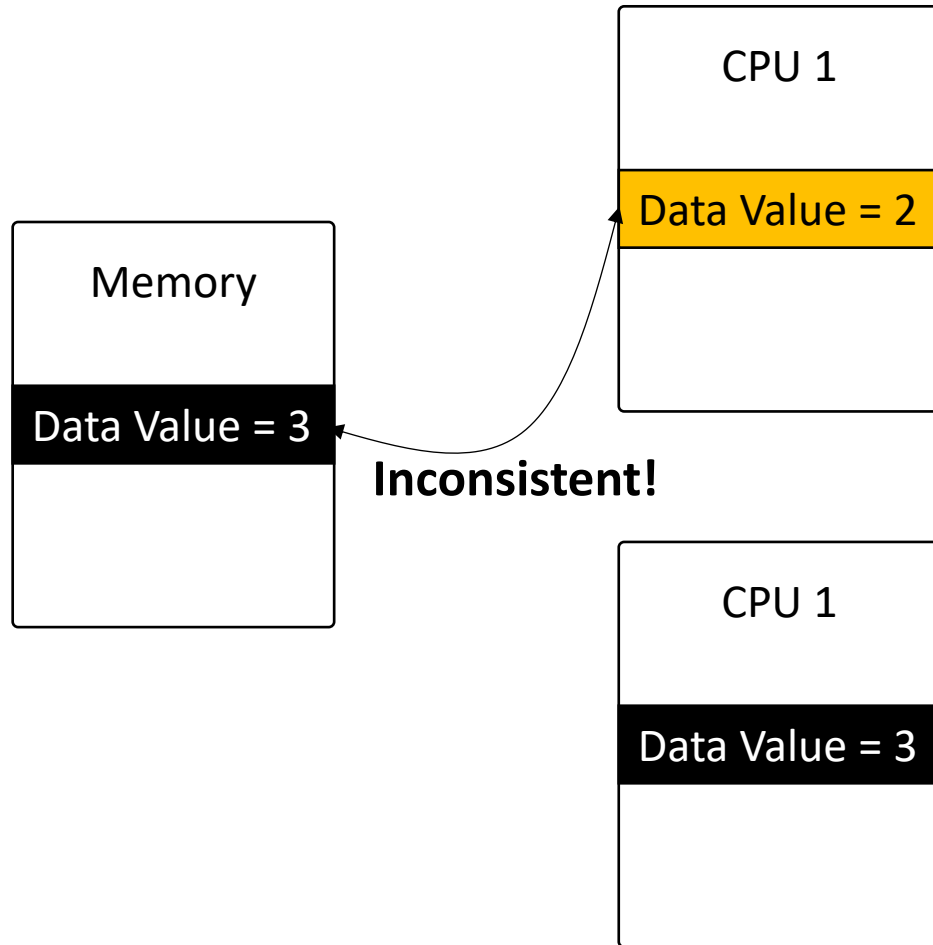 CPU 1
Data Value = 2
Memory
Data Value = 3
Inconsistent!
CPU 1
Data Value = 3